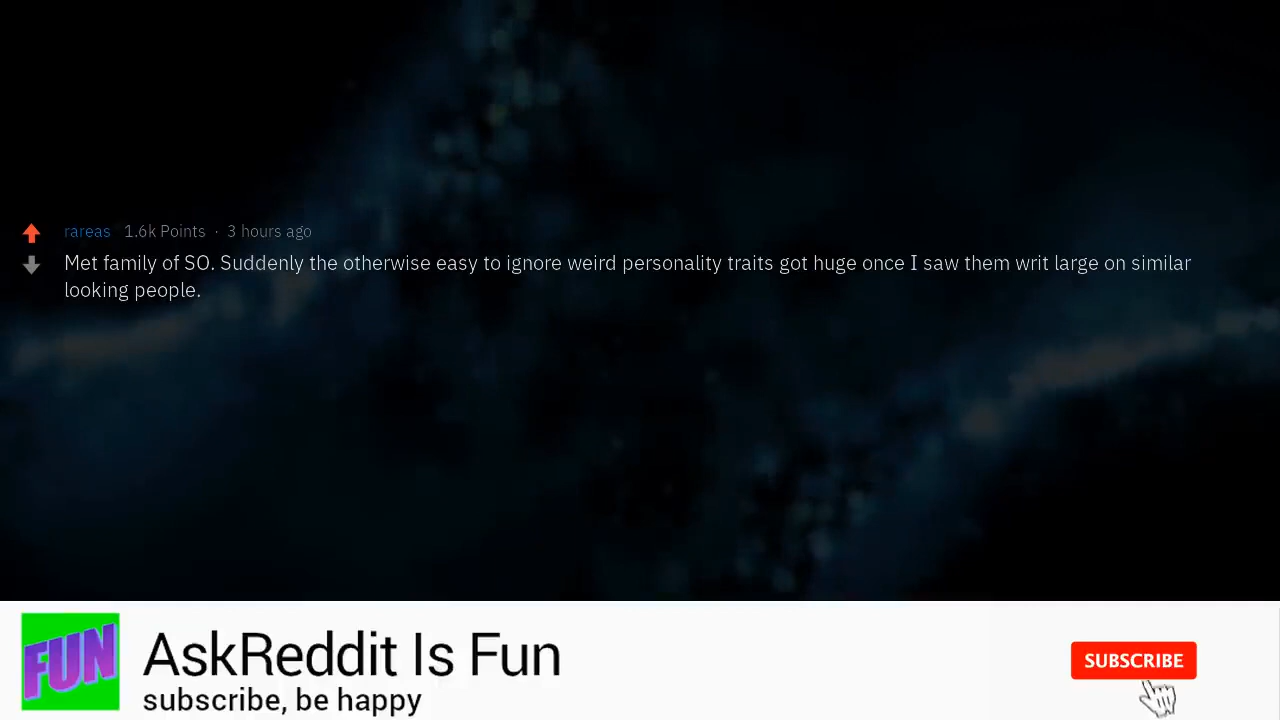 rareas 1.6k Points · 3 hours ago
Met family of SO. Suddenly the otherwise easy to ignore weird personality traits got huge once I saw them writ large on similar
looking people.
FUN
AskReddit Is Fun
subscribe, be happy
SUBSCRIBE